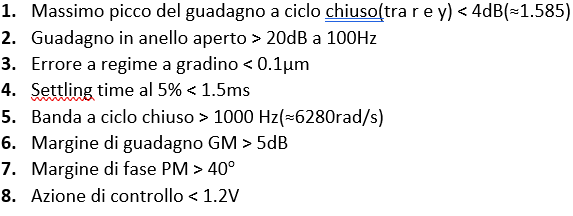 1. Massimo picco del guadagno a ciclo chiuso(tra r e y) < 4dB(≈1.585)
2. Guadagno in anello aperto > 20dB a 100Hz
3. Errore a regime a gradino < 0.1μm
4. Settling time al 5% < 1.5ms
5. Banda a ciclo chiuso > 1000 Hz(≈6280rad/s)
6. Margine di guadagno GM > 5dB
7. Margine di fase PM > 40°
8. Azione di controllo < 1.2V